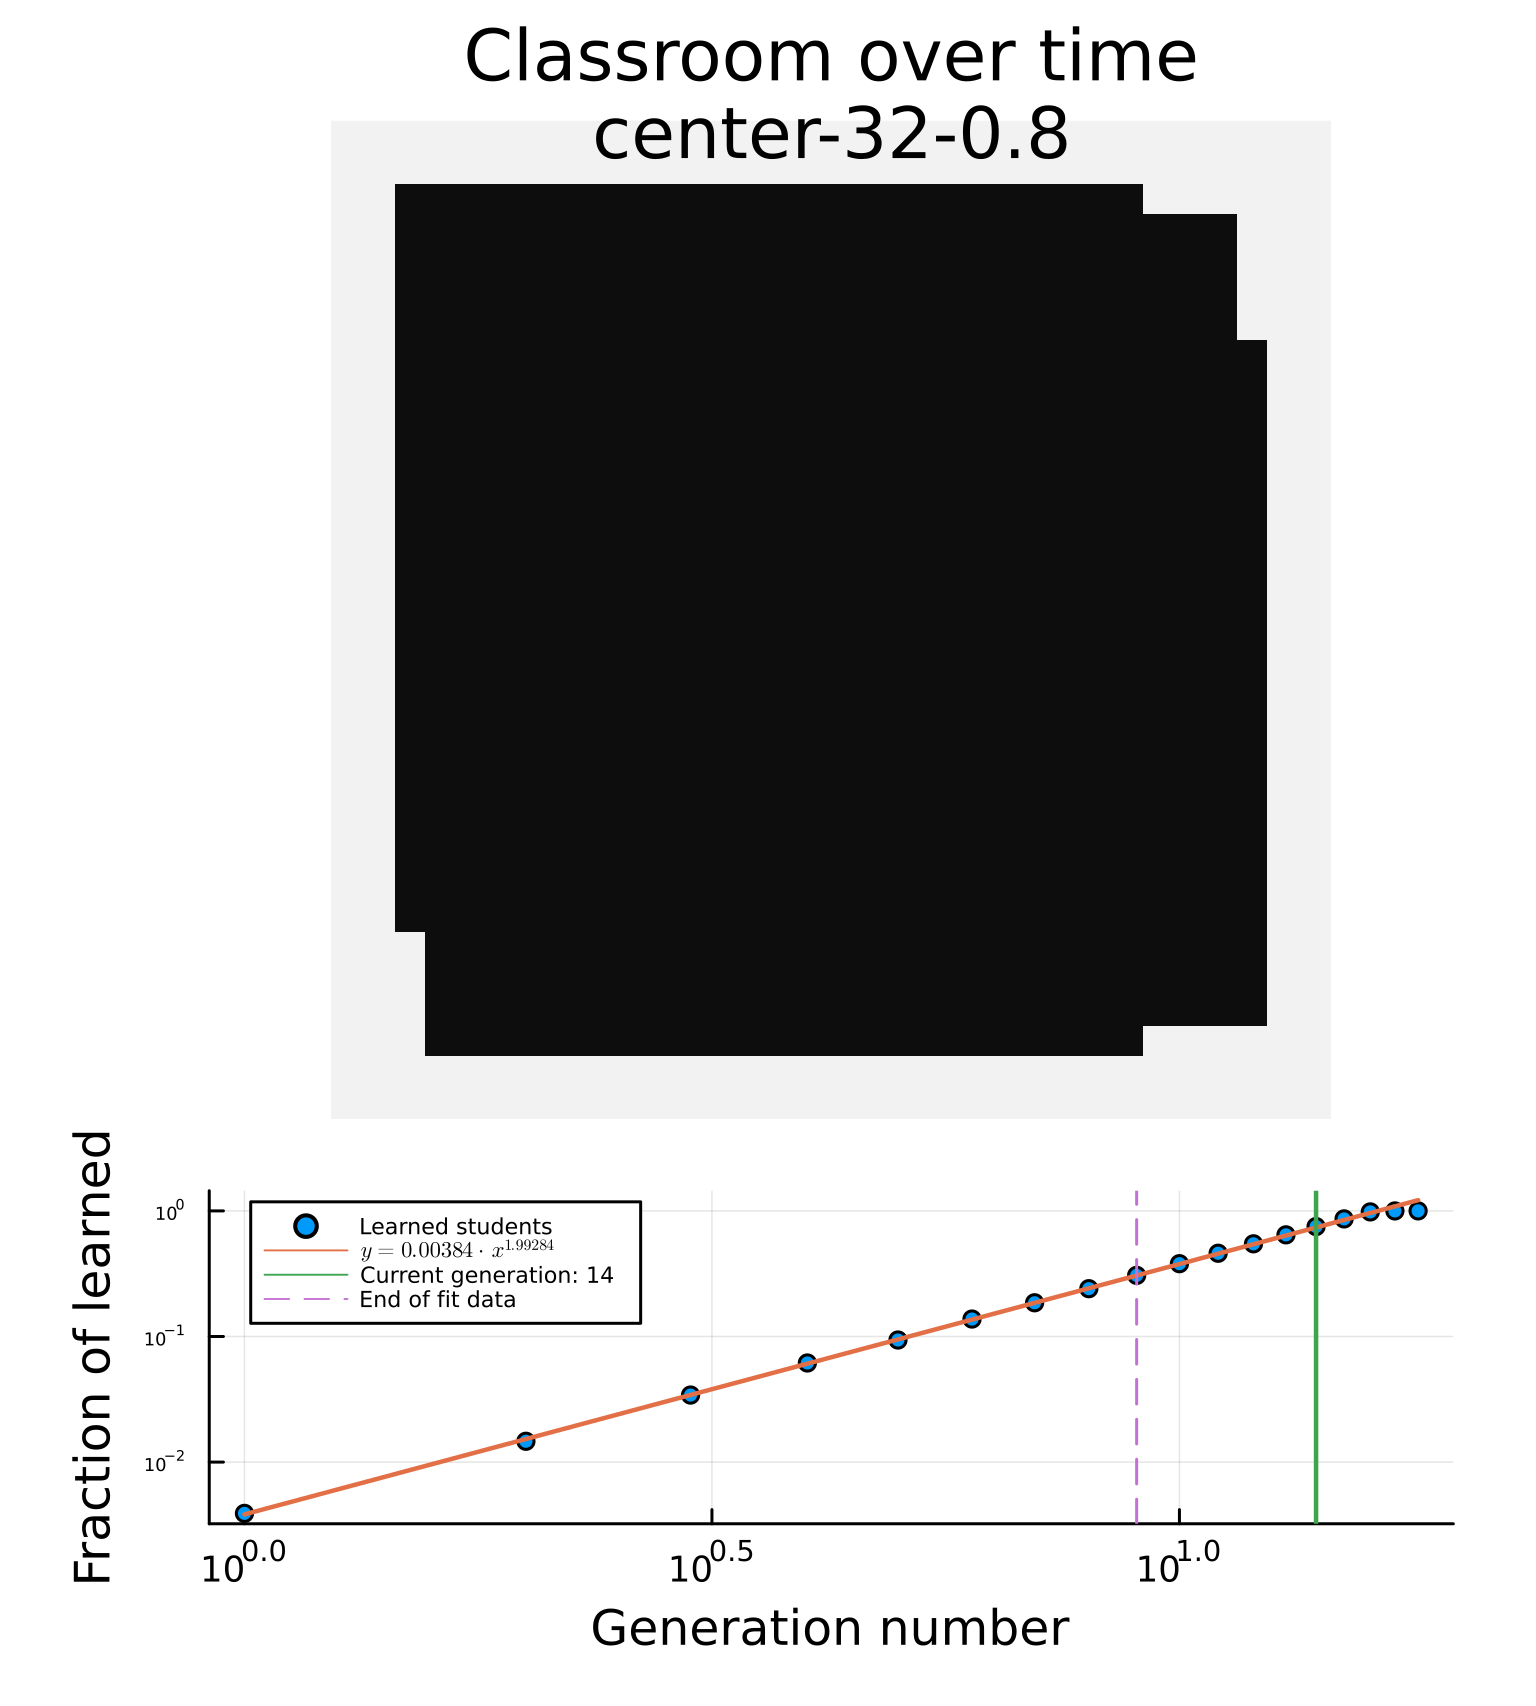 Classroom over time
center-32-0.8
Fraction of learned
10⁰
10⁻¹
10⁻²
Learned students
y = 0.00384 · x^1.99284
Current generation: 14
End of fit data
10^0.0
10^0.5
10^1.0
Generation number